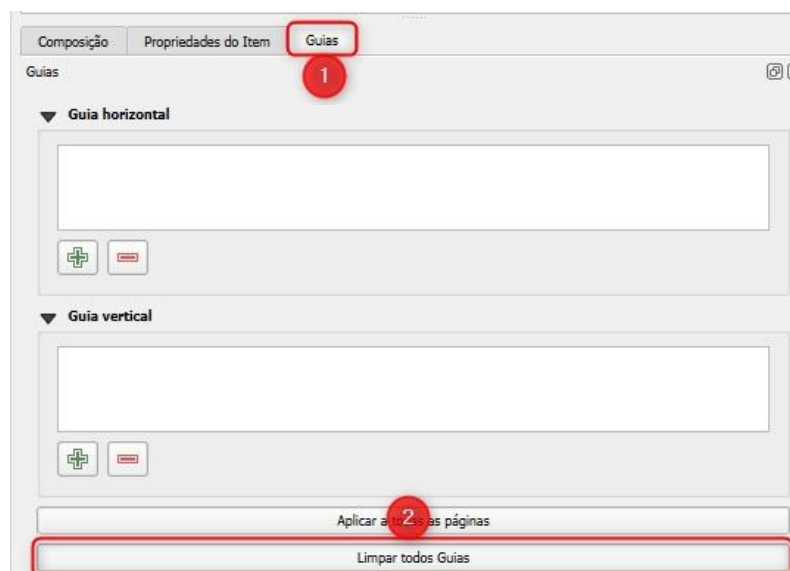 Composição Propriedades do Item Guias
1
Guias
Guia horizontal
Guia vertical
Aplicar a as páginas
2
Limpar todos Guias